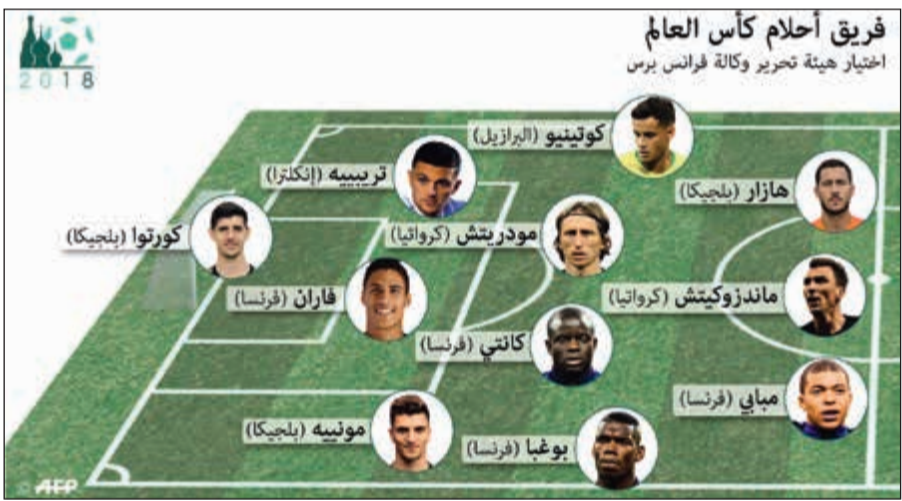 فريق أحلام كأس العالم
اختيار هيئة تحرير وكالة فرانس برس
2018
كوتينيو (البرازيل)
تريبييه (إنكلترا)
هازار (بلجيكا)
كورتوا (بلجيكا)
مودريتش (كرواتيا)
فاران (فرنسا)
ماندزوكيتش (كرواتيا)
كانتي (فرنسا)
مبابي (فرنسا)
مونييه (بلجيكا)
بوغبا (فرنسا)
© AFP